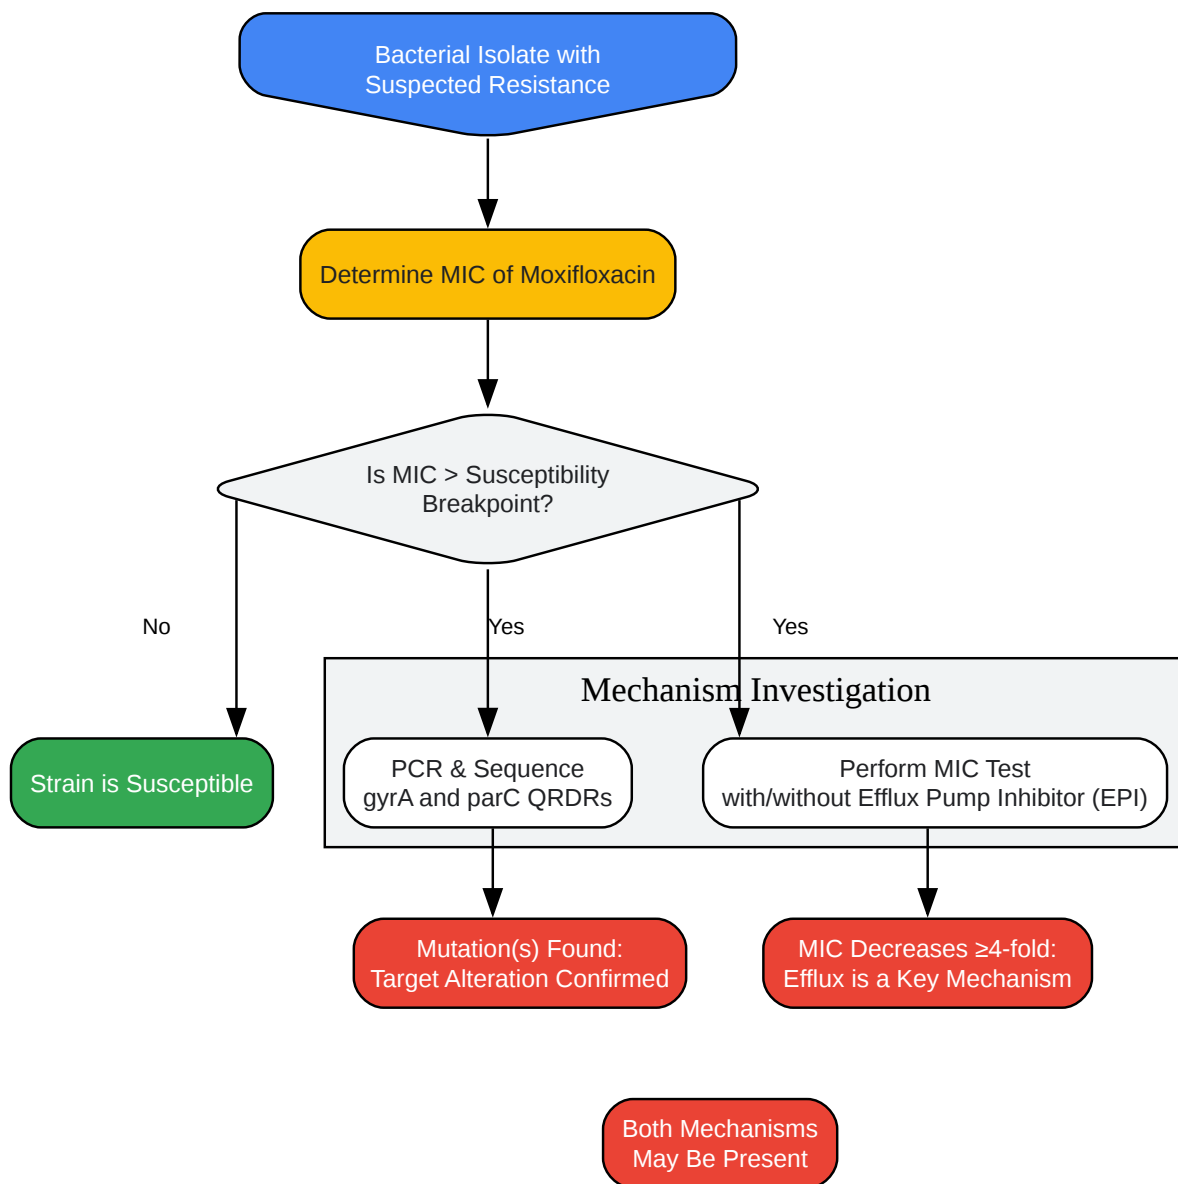 Bacterial Isolate with
Suspected Resistance
Determine MIC of Moxifloxacin
Is MIC > Susceptibility
Breakpoint?
No
Yes
Yes
Mechanism Investigation
Strain is Susceptible
PCR & Sequence
gyrA and parC QRDRs
Perform MIC Test
with/without Efflux Pump Inhibitor (EPI)
Mutation(s) Found:
Target Alteration Confirmed
MIC Decreases ≥4-fold:
Efflux is a Key Mechanism
Both Mechanisms
May Be Present